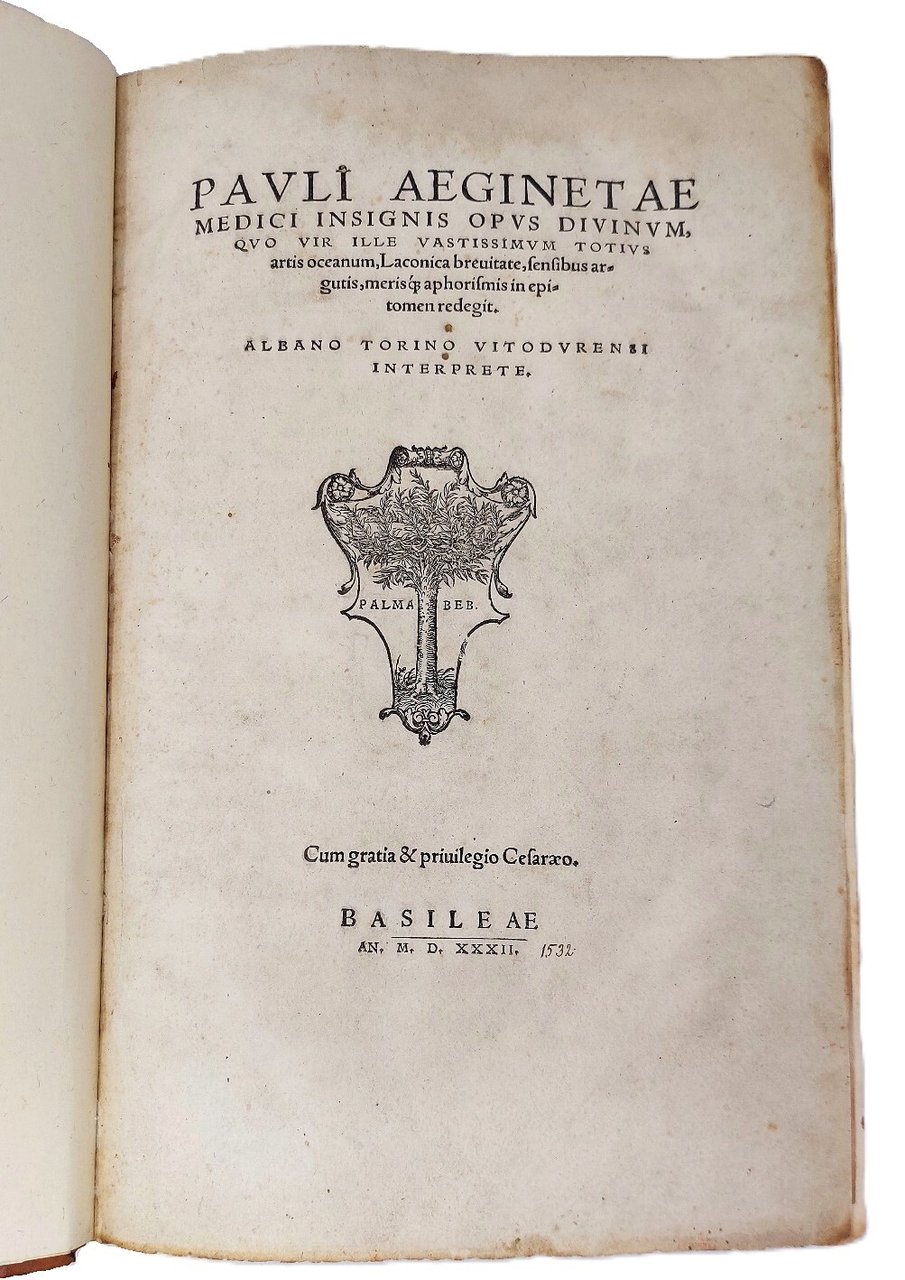 PAVLI AEGINETAE
MEDICI INSIGNIS OPVS DIVINVM,
QVO VIR ILLE VASTISSIMVM TOTIVS
artis oceanum, Laconica breuitate, ſenſibus ar⸗
gutis, meris q́ꝫ aphoriſmis in epi⸗
tomen redegit.
ALBANO TORINO VITODVRENSI
INTERPRETE.
PALMA BEB.
Cum gratia & priuilegio Ceſaræo.
BASILEAE
AN. M. D. XXXII. 1532